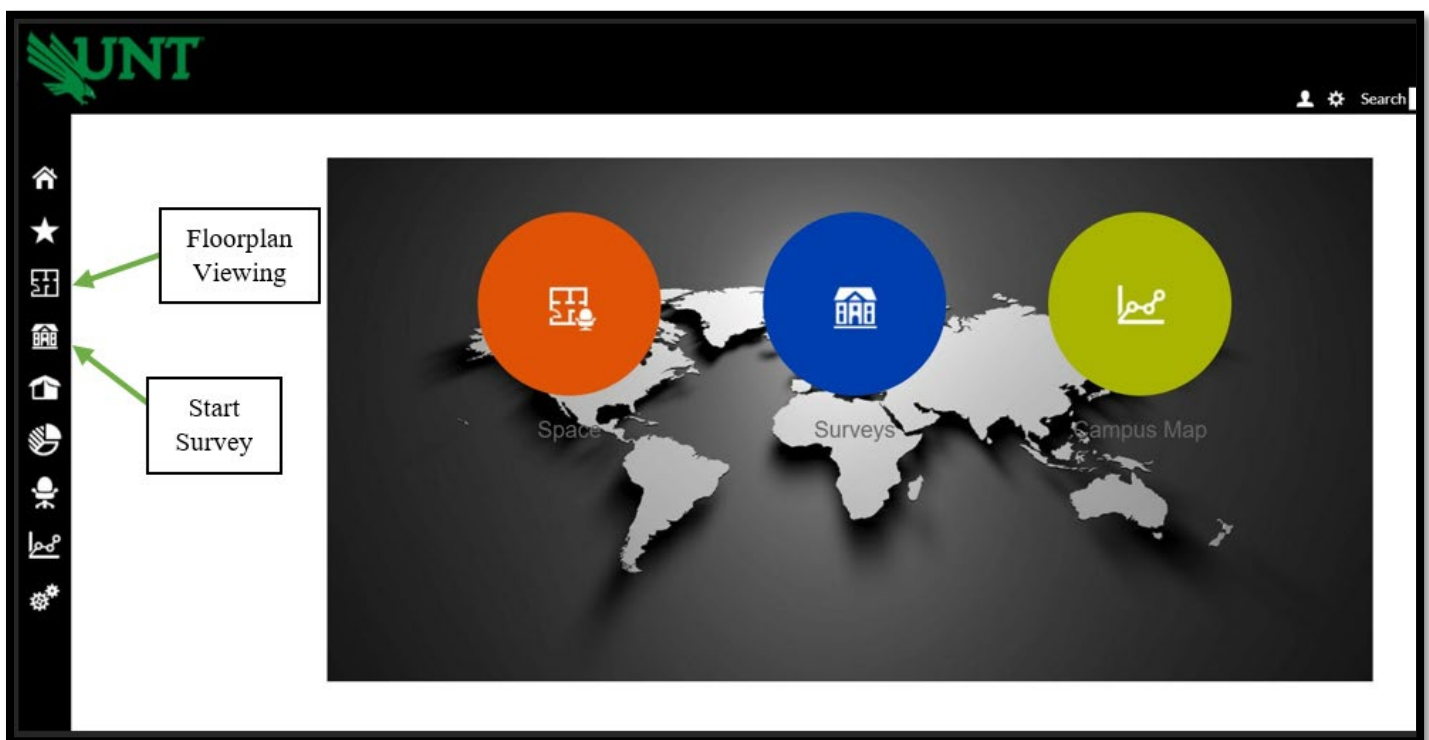 UNT
Search
Floorplan
Viewing
Start
Survey
Space
Surveys
Campus Map